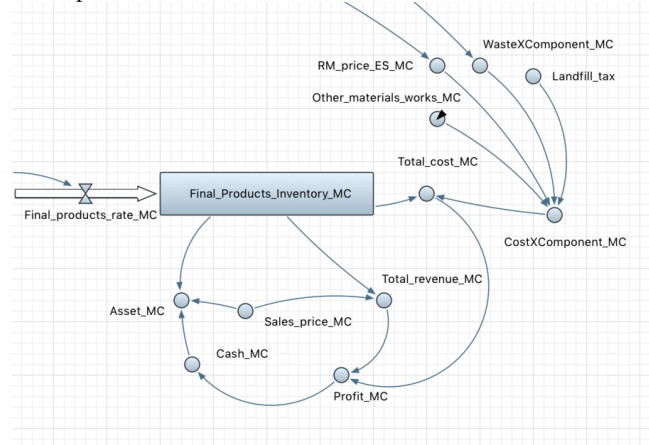 WasteXComponent_MC
RM_price_ES_MC
Landfill_tax
Other_materials_works_MC
Total_cost_MC
Final_Products_Inventory_MC
Final_products_rate_MC
CostXComponent_MC
Total_revenue_MC
Asset_MC
Sales_price_MC
Cash_MC
Profit_MC